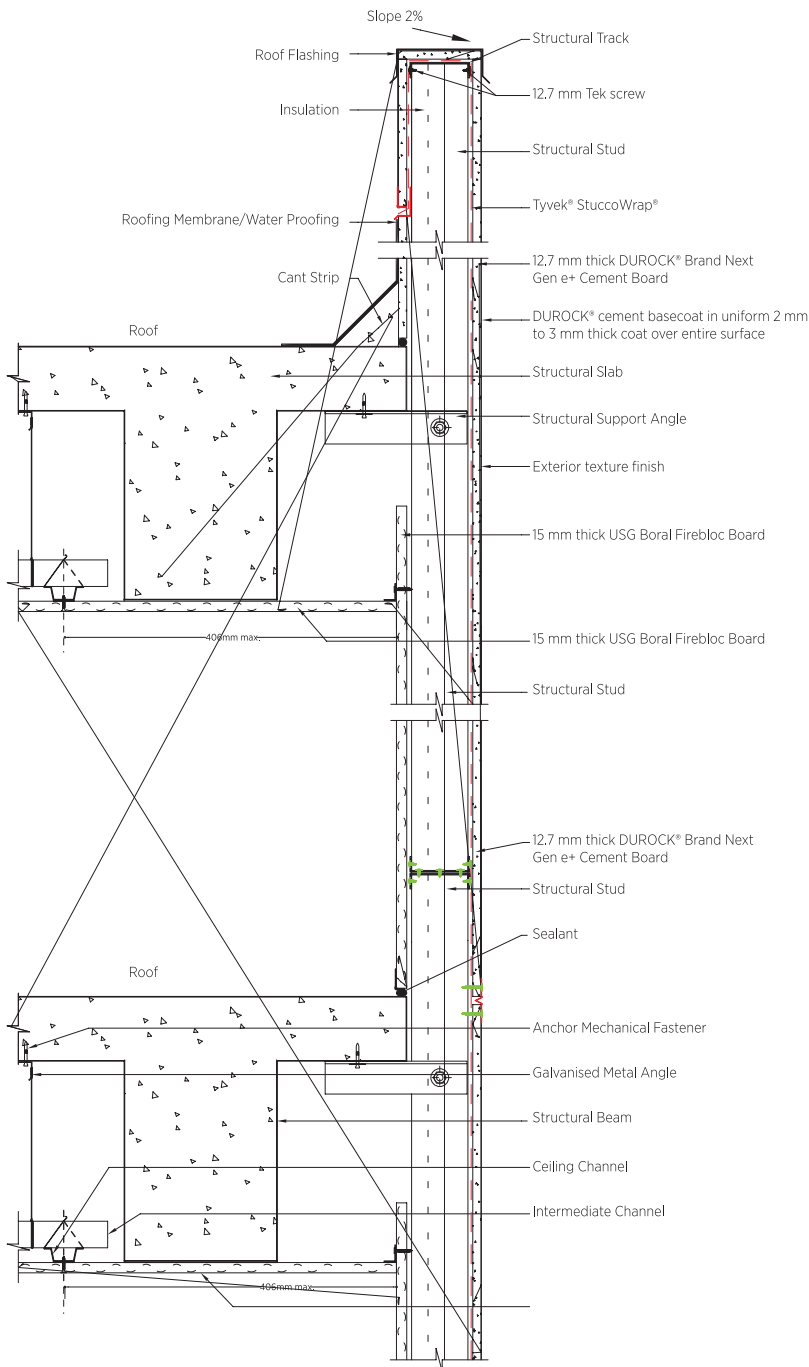 Slope 2%
Roof Flashing
Structural Track
12.7 mm Tek screw
Insulation
Structural Stud
Tyvek® StuccoWrap®
Roofing Membrane/Water Proofing
12.7 mm thick DUROCK® Brand Next
Gen e+ Cement Board
Cant Strip
DUROCK® cement basecoat in uniform 2 mm
to 3 mm thick coat over entire surface
Roof
Structural Slab
Structural Support Angle
Exterior texture finish
15 mm thick USG Boral Firebloc Board
406mm max.
15 mm thick USG Boral Firebloc Board
Structural Stud
12.7 mm thick DUROCK® Brand Next
Gen e+ Cement Board
Structural Stud
Sealant
Roof
Anchor Mechanical Fastener
Galvanised Metal Angle
Structural Beam
Ceiling Channel
Intermediate Channel
406mm max.